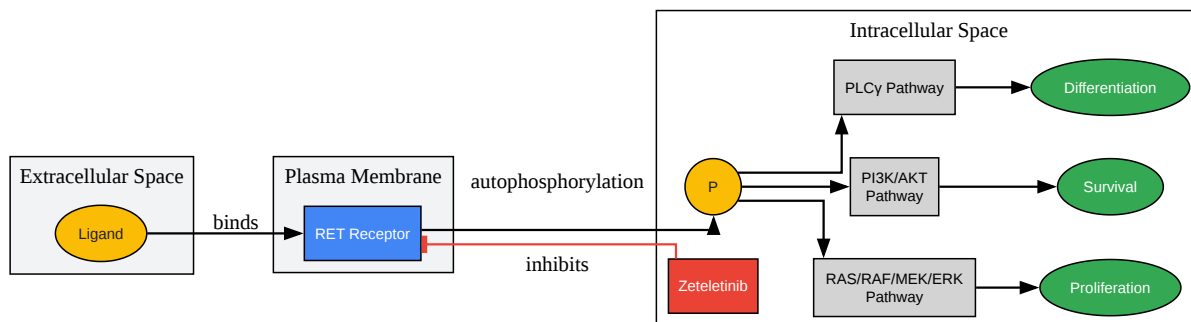 Intracellular Space
PLCγ Pathway
Differentiation
Extracellular Space
Plasma Membrane
autophosphorylation
P
PI3K/AKT
Pathway
Survival
Ligand
binds
RET Receptor
inhibits
Zeteletinib
RAS/RAF/MEK/ERK
Pathway
Proliferation